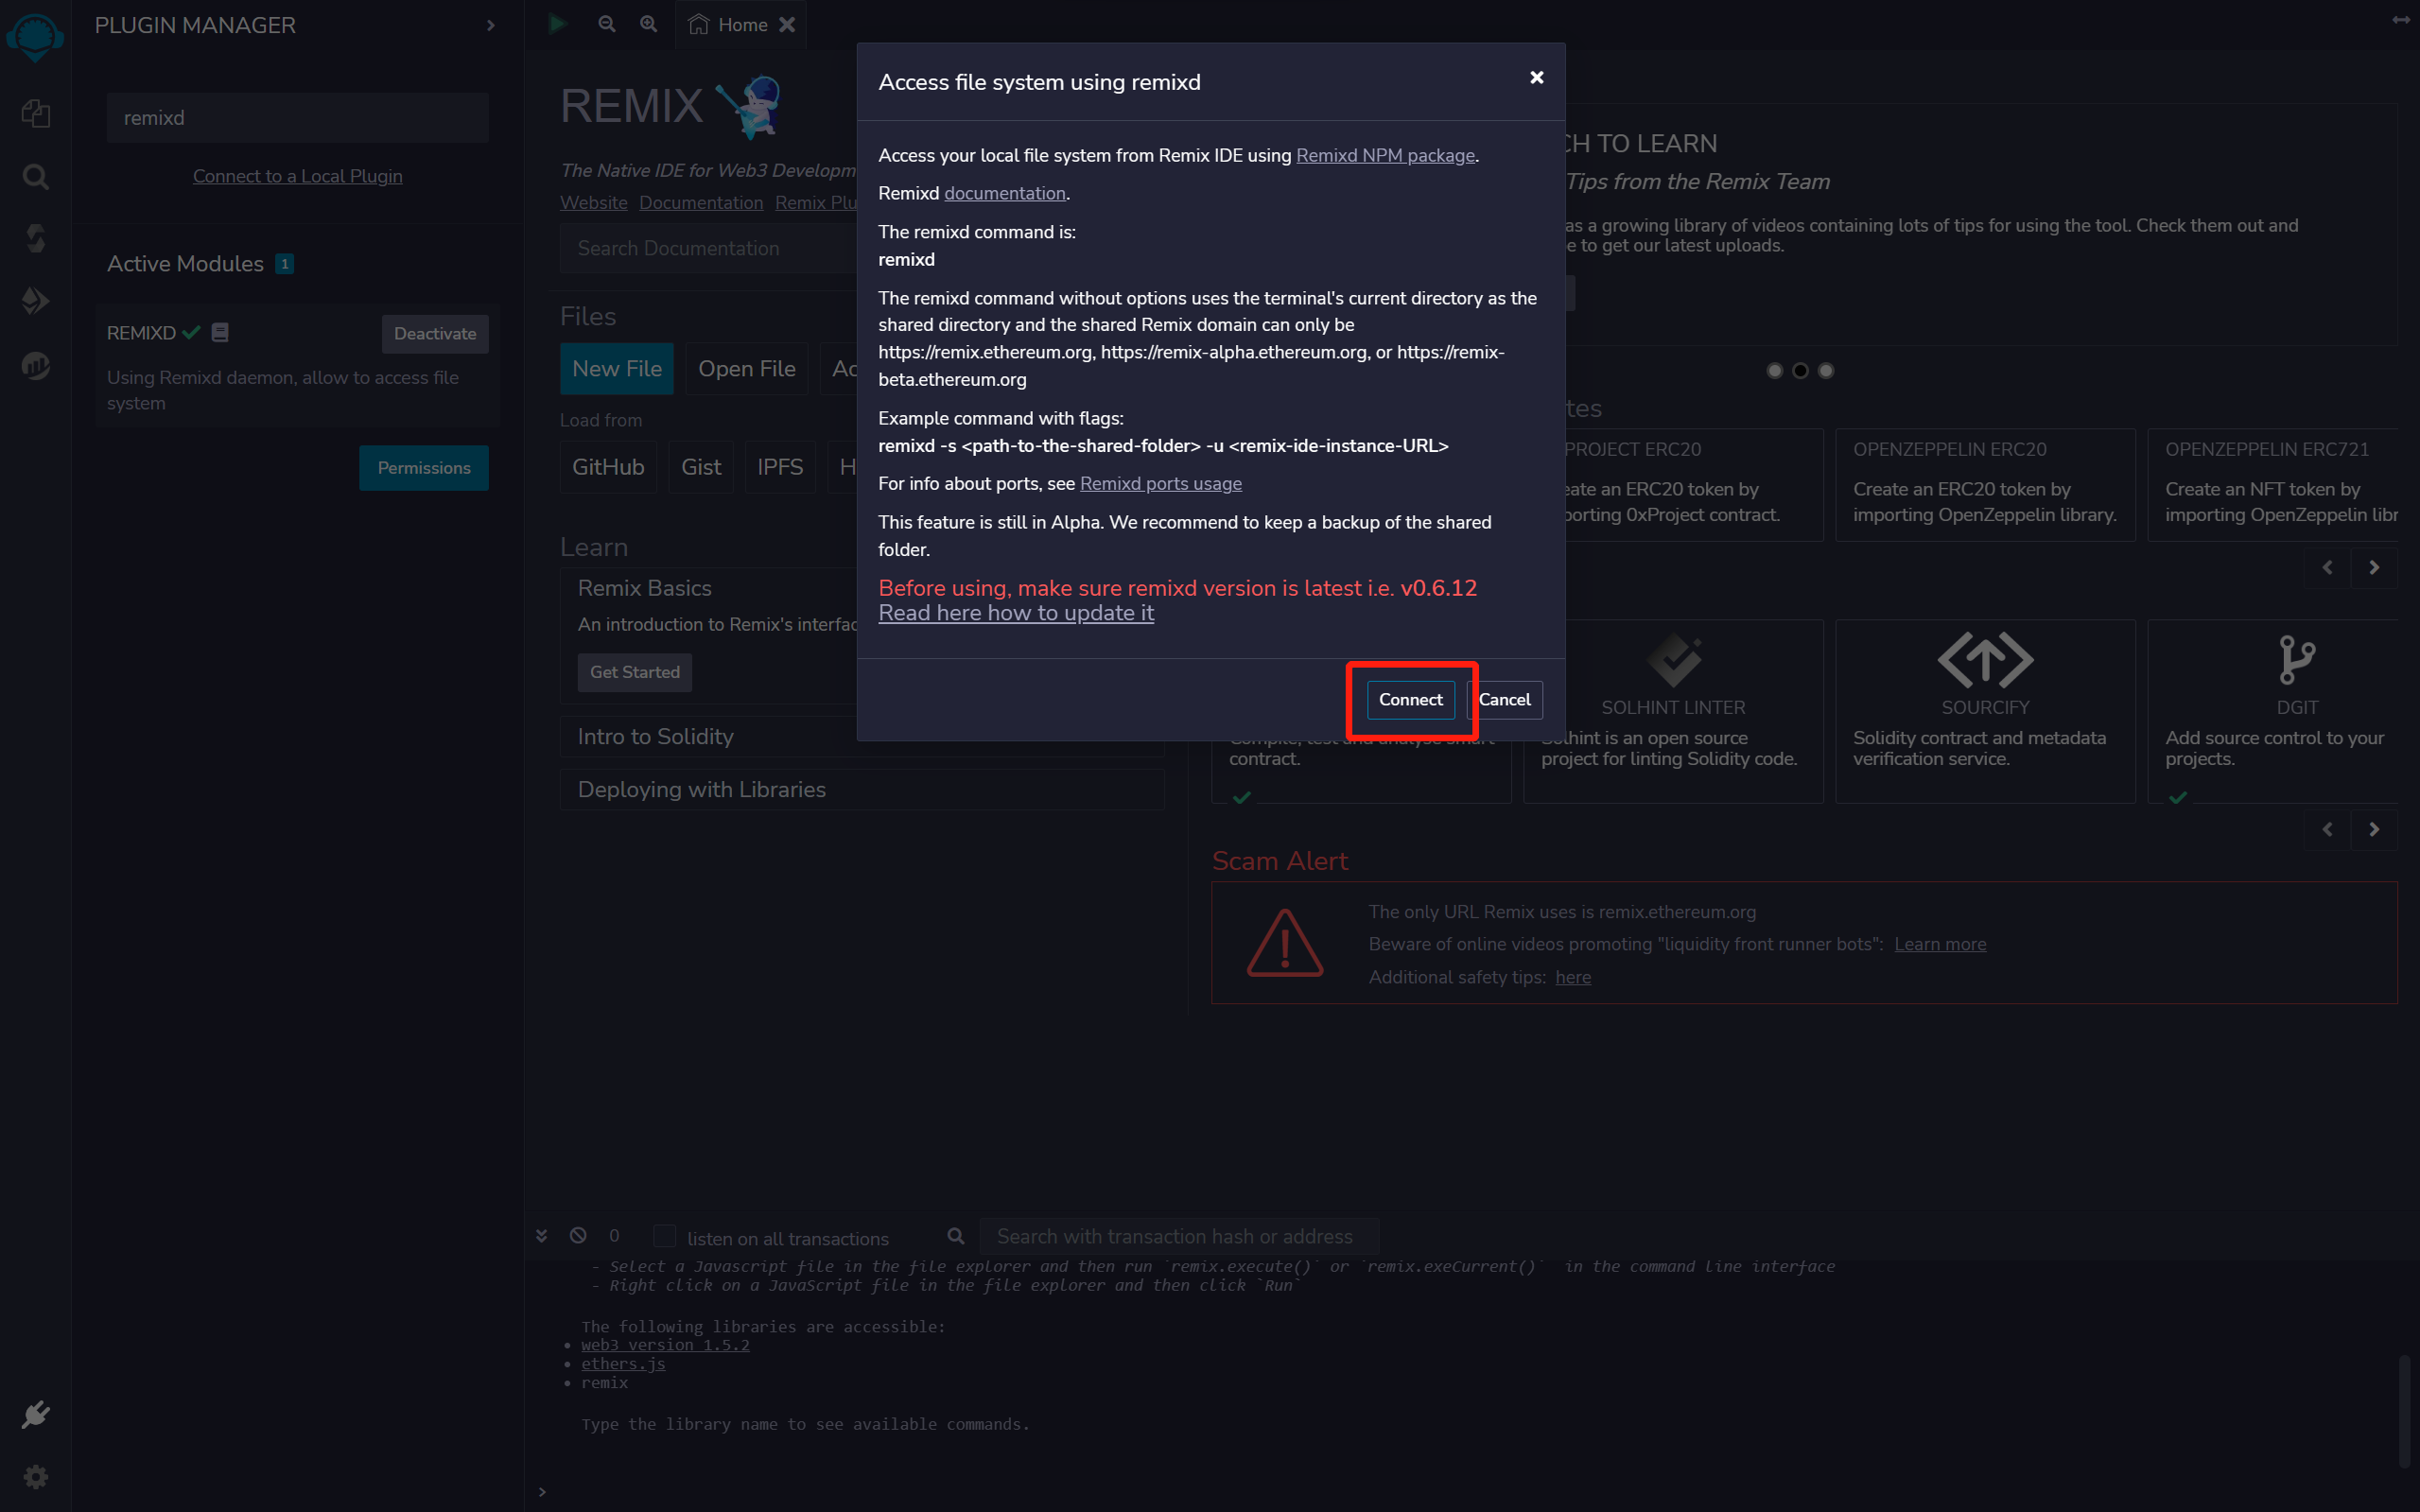 PLUGIN MANAGER
remixd
Connect to a Local Plugin
Active Modules 1
REMIXD
Deactivate
Using Remixd daemon, allow to access file
system
Permissions
Home
REMIX
The Native IDE for Web3 Developm
Website Documentation Remix Plu
Search Documentation
Files
New File Open File Ac
Load from
GitHub Gist IPFS H
Learn
Remix Basics
An introduction to Remix's interfac
Get Started
Intro to Solidity
Deploying with Libraries
Access file system using remixd
Access your local file system from Remix IDE using Remixd NPM package.
Remixd documentation.
The remixd command is:
remixd
The remixd command without options uses the terminal's current directory as the
shared directory and the shared Remix domain can only be
https://remix.ethereum.org, https://remix-alpha.ethereum.org, or https://remix-
beta.ethereum.org
Example command with flags:
remixd -s <path-to-the-shared-folder> -u <remix-ide-instance-URL>
For info about ports, see Remixd ports usage
This feature is still in Alpha. We recommend to keep a backup of the shared
folder.
Before using, make sure remixd version is latest i.e. v0.6.12
Read here how to update it
Connect Cancel
CH TO LEARN
Tips from the Remix Team
as a growing library of videos containing lots of tips for using the tool. Check them out and
e to get our latest uploads.
tes
PROJECT ERC20
eate an ERC20 token by
porting 0xProject contract.
OPENZEPPELIN ERC20
Create an ERC20 token by
importing OpenZeppelin library.
OPENZEPPELIN ERC721
Create an NFT token by
importing OpenZeppelin libr
Compile, test and analyse smart
contract.
SOLHINT LINTER
Solhint is an open source
project for linting Solidity code.
SOURCIFY
Solidity contract and metadata
verification service.
DGIT
Add source control to your
projects.
Scam Alert
The only URL Remix uses is remix.ethereum.org
Beware of online videos promoting "liquidity front runner bots": Learn more
Additional safety tips: here
0 listen on all transactions Search with transaction hash or address
- Select a Javascript file in the file explorer and then run `remix.execute()` or `remix.exeCurrent()` in the command line interface
- Right click on a JavaScript file in the file explorer and then click `Run`
The following libraries are accessible:
• web3 version 1.5.2
• ethers.js
• remix
Type the library name to see available commands.
>